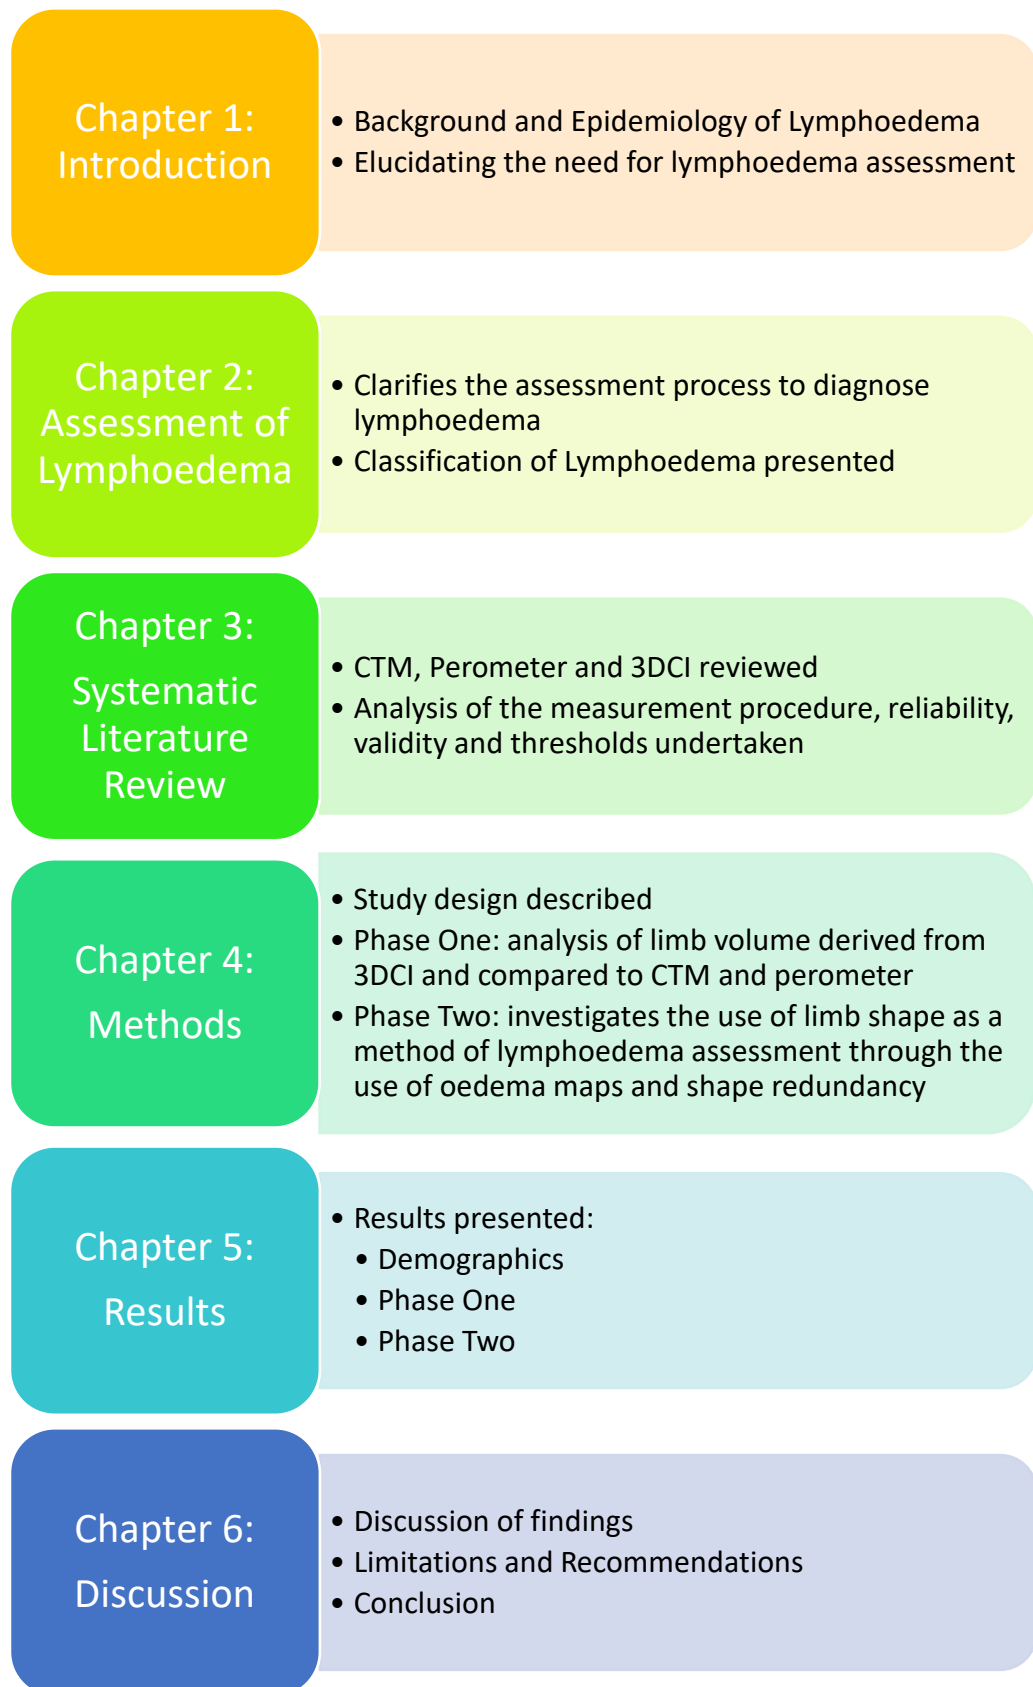 Chapter 1:
Introduction
• Background and Epidemiology of Lymphoedema
• Elucidating the need for lymphoedema assessment
Chapter 2:
Assessment of
Lymphoedema
• Clarifies the assessment process to diagnose
lymphoedema
• Classification of Lymphoedema presented
Chapter 3:
Systematic
Literature
Review
• CTM, Perometer and 3DCI reviewed
• Analysis of the measurement procedure, reliability,
validity and thresholds undertaken
Chapter 4:
Methods
• Study design described
• Phase One: analysis of limb volume derived from
3DCI and compared to CTM and perometer
• Phase Two: investigates the use of limb shape as a
method of lymphoedema assessment through the
use of oedema maps and shape redundancy
Chapter 5:
Results
• Results presented:
• Demographics
• Phase One
• Phase Two
Chapter 6:
Discussion
• Discussion of findings
• Limitations and Recommendations
• Conclusion